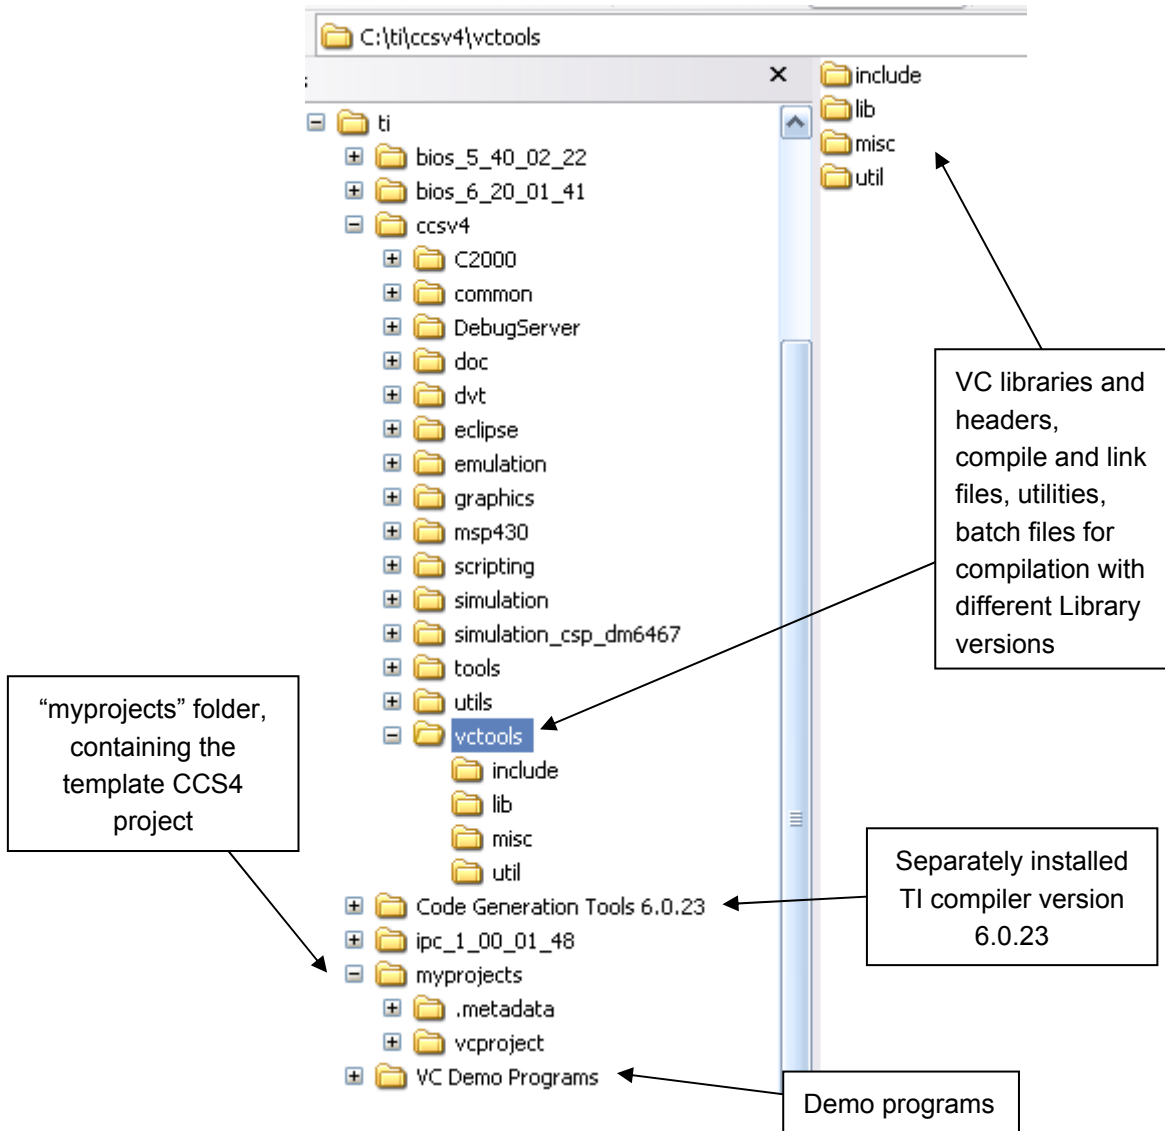 C:\ti\ccsv4\vctools
ti
bios_5_40_02_22
bios_6_20_01_41
ccsv4
C2000
common
DebugServer
doc
dvt
eclipse
emulation
graphics
msp430
scripting
simulation
simulation_csp_dm6467
tools
utils
vctools
include
lib
misc
util
Code Generation Tools 6.0.23
ipc_1_00_01_48
myprojects
.metadata
vcproject
VC Demo Programs
include
lib
misc
util
VC libraries and
headers,
compile and link
files, utilities,
batch files for
compilation with
different Library
versions
“myprojects” folder,
containing the
template CCS4
project
Separately installed
TI compiler version
6.0.23
Demo programs